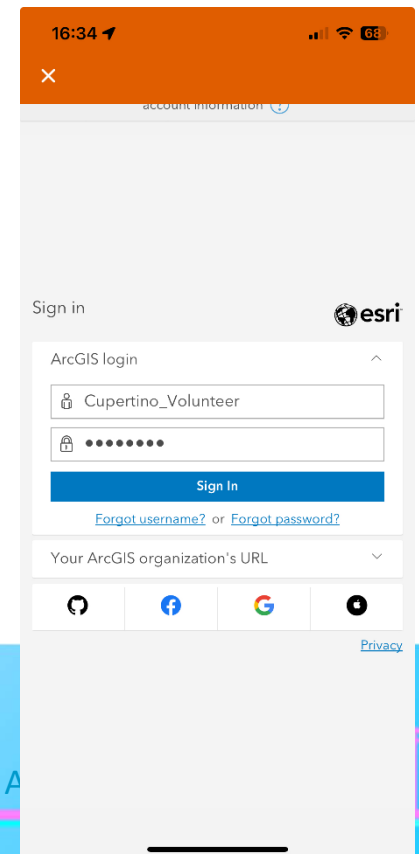 16:34
68
account information ?
Sign in
esri
ArcGIS login
Cupertino_Volunteer
Sign In
Forgot username? or Forgot password?
Your ArcGIS organization's URL
Privacy
A